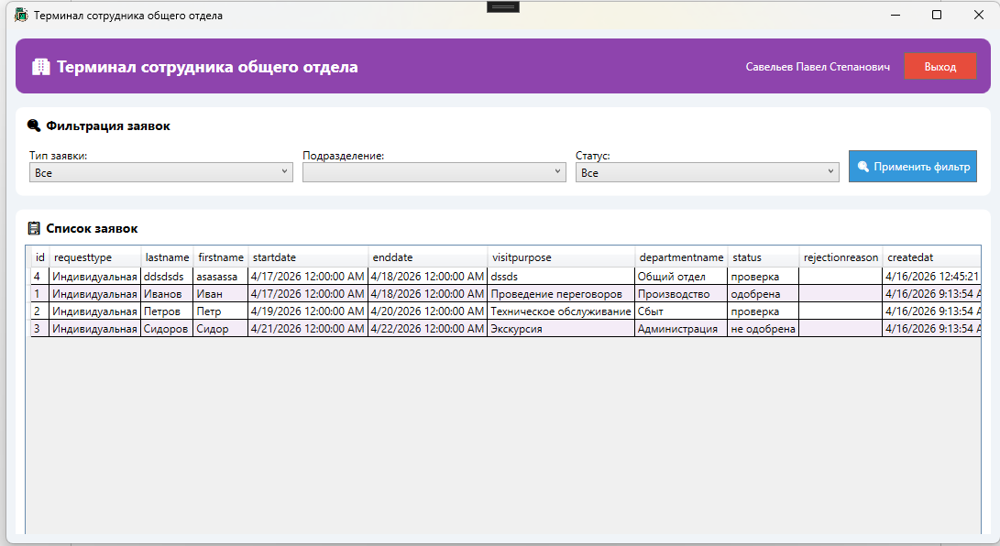 Терминал сотрудника общего отдела
Терминал сотрудника общего отдела
Савельев Павел Степанович
Выход
Фильтрация заявок
Тип заявки: Подразделение: Статус:
Все Все Применить фильтр
Список заявок
id requesttype lastname firstname startdate enddate visitpurpose departmentname status rejectionreason createdat
4 Индивидуальная ddsdsds asasassa 4/17/2026 12:00:00 AM 4/18/2026 12:00:00 AM dssds Общий отдел проверка 4/16/2026 12:45:21
1 Индивидуальная Иванов Иван 4/17/2026 12:00:00 AM 4/18/2026 12:00:00 AM Проведение переговоров Производство одобрена 4/16/2026 9:13:54 A
2 Индивидуальная Петров Петр 4/19/2026 12:00:00 AM 4/20/2026 12:00:00 AM Техническое обслуживание Сбыт проверка 4/16/2026 9:13:54 A
3 Индивидуальная Сидоров Сидор 4/21/2026 12:00:00 AM 4/22/2026 12:00:00 AM Экскурсия Администрация не одобрена 4/16/2026 9:13:54 A